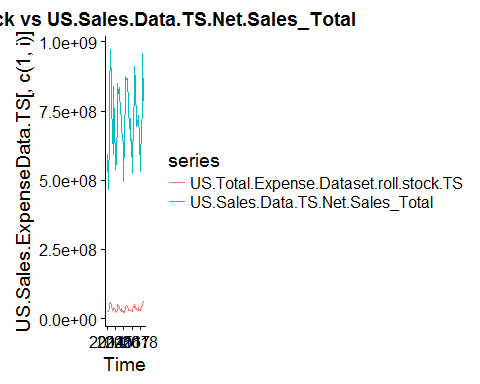 ck vs US.Sales.Data.TS.Net.Sales_Total
US.Sales.ExpenseData.TS[, c(1, i)]
1.0e+09
7.5e+08
5.0e+08
2.5e+08
0.0e+00
series
US.Total.Expense.Dataset.roll.stock.TS
US.Sales.Data.TS.Net.Sales_Total
Time